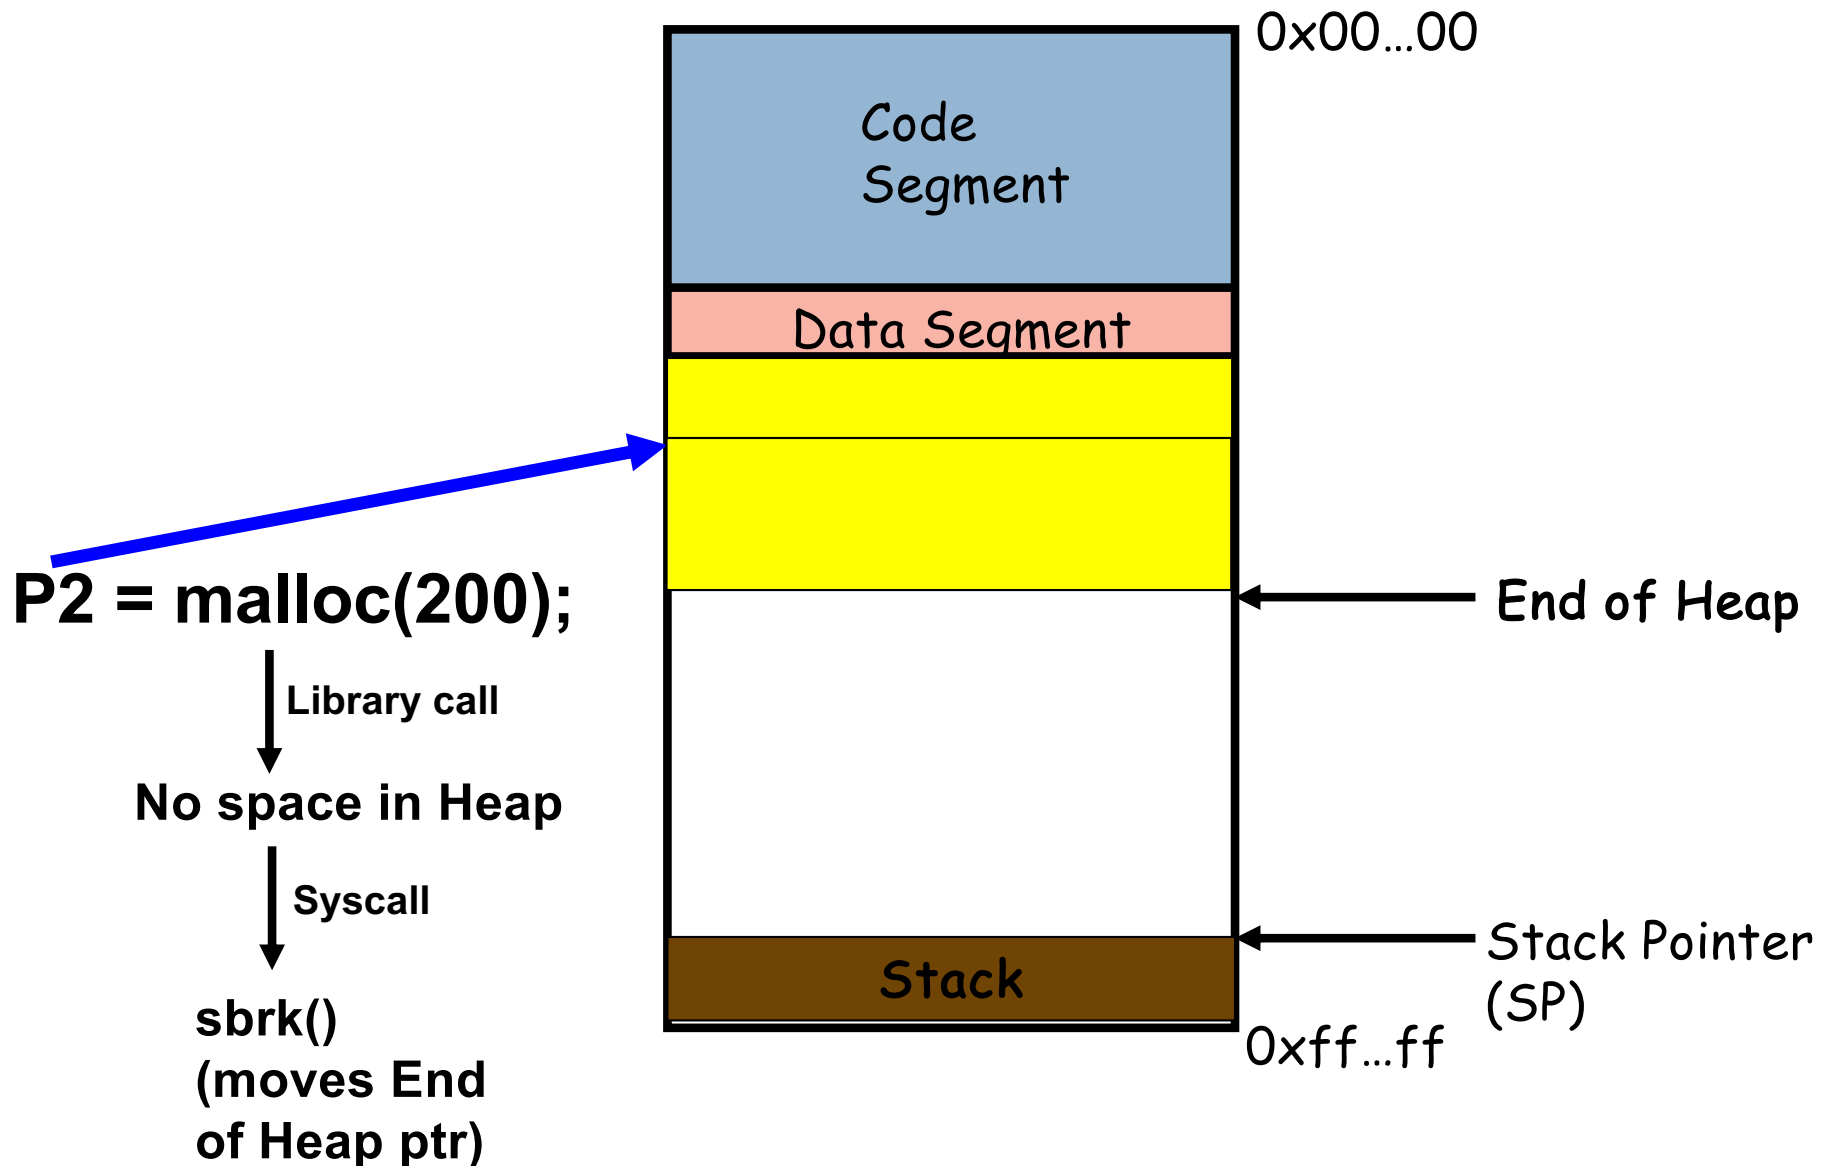 0x00...00
Code
Segment
Data Segment
P2 = malloc(200);
End of Heap
Library call
No space in Heap
Syscall
Stack Pointer
(SP)
Stack
sbrk()
(moves End
of Heap ptr)
0xff...ff